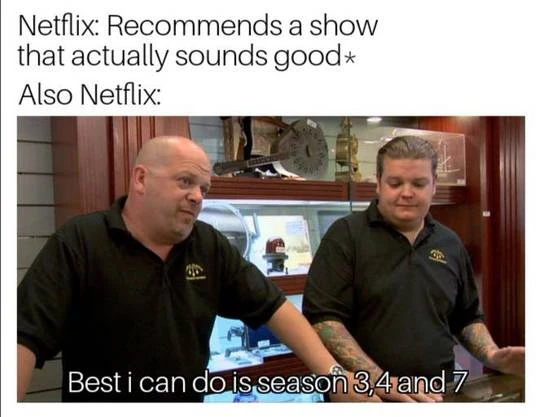 Netflix: Recommends a show
that actually sounds good*
Also Netflix:
Best i can do is season 3,4 and 7